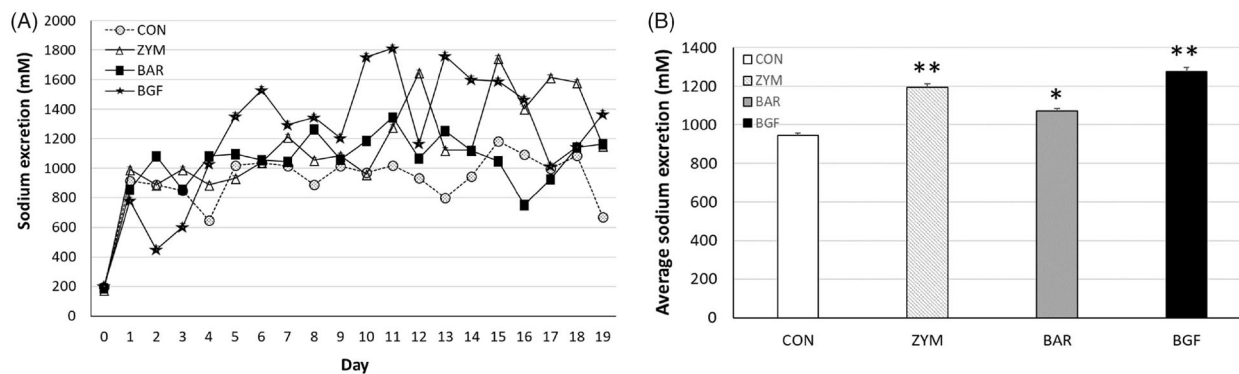 (A)
Sodium excretion (mM)
2000
1800
1600
1400
1200
1000
800
600
400
200
0
CON
ZYM
BAR
BGF
0 1 2 3 4 5 6 7 8 9 10 11 12 13 14 15 16 17 18 19
Day
(B)
Average sodium excretion (mM)
1400
1200
1000
800
600
400
200
0
CON
ZYM
BAR
BGF
**
*
**
CON ZYM BAR BGF